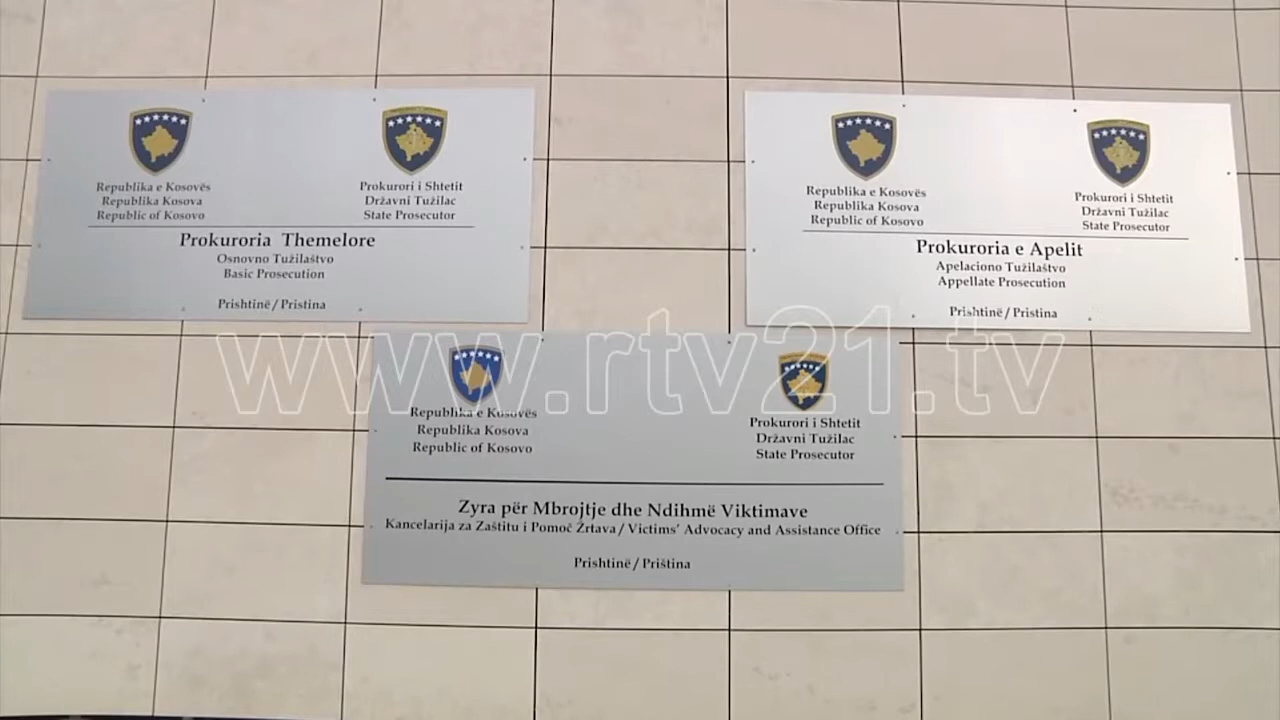 Republika e Kosovës
Republika Kosova
Republic of Kosovo
Prokurori i Shtetit
Državni Tužilac
State Prosecutor
Prokuroria Themelore
Osnovno Tužilaštvo
Basic Prosecution
Prishtinë / Pristina
Republika e Kosovës
Republika Kosova
Republic of Kosovo
Prokurori i Shtetit
Državni Tužilac
State Prosecutor
Prokuroria e Apelit
Apelaciono Tužilaštvo
Appellate Prosecution
Prishtinë / Pristina
www.rtv21.tv
Republika e Kosovës
Republika Kosova
Republic of Kosovo
Prokurori i Shtetit
Državni Tužilac
State Prosecutor
Zyra për Mbrojtje dhe Ndihmë Viktimave
Kancelarija za Zaštitu i Pomoć Žrtava / Victims' Advocacy and Assistance Office
Prishtinë / Priština